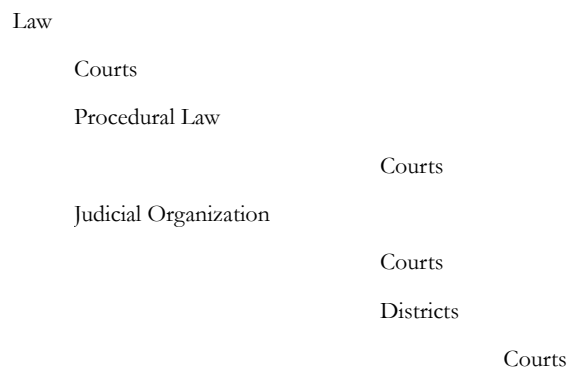 Law
Courts
Procedural Law
Courts
Judicial Organization
Courts
Districts
Courts